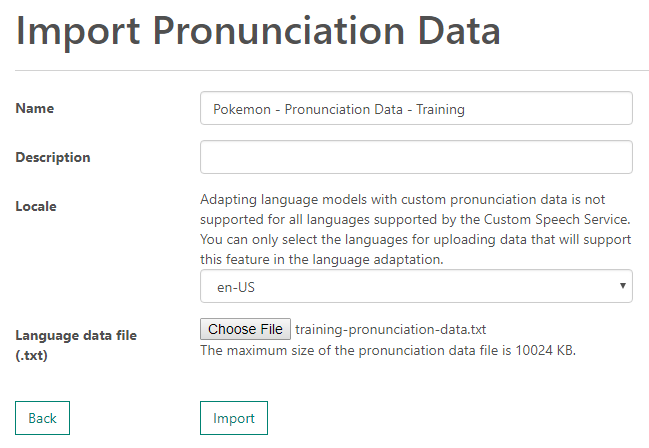 Import Pronunciation Data
Name
Pokemon - Pronunciation Data - Training
Description
Locale
Adapting language models with custom pronunciation data is not
supported for all languages supported by the Custom Speech Service.
You can only select the languages for uploading data that will support
this feature in the language adaptation.
en-US
Language data file
(.txt)
Choose File training-pronunciation-data.txt
The maximum size of the pronunciation data file is 10024 KB.
Back
Import